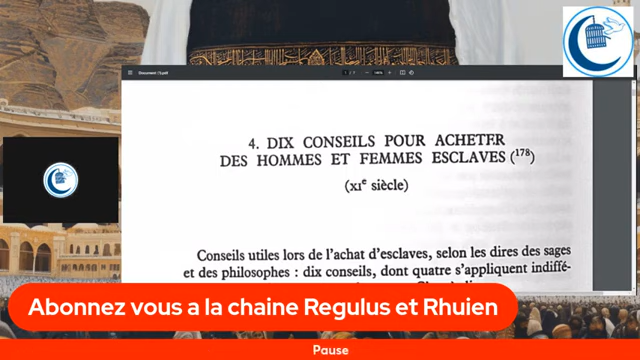 Document (1).pdf
4. DIX CONSEILS POUR ACHETER
DES HOMMES ET FEMMES ESCLAVES (178)
(XIe siècle)
Conseils utiles lors de l'achat d'esclaves, selon les dires des sages
et des philosophes : dix conseils, dont quatre s'appliquent indiffé-
Abonnez vous a la chaine Regulus et Rhuien
Pause